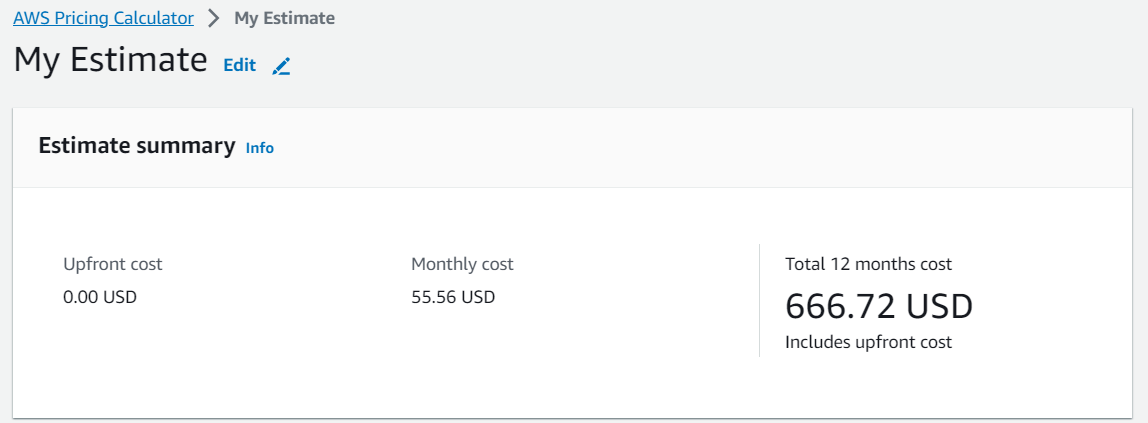 AWS Pricing Calculator > My Estimate
My Estimate Edit
Estimate summary Info
Upfront cost
0.00 USD
Monthly cost
55.56 USD
Total 12 months cost
666.72 USD
Includes upfront cost